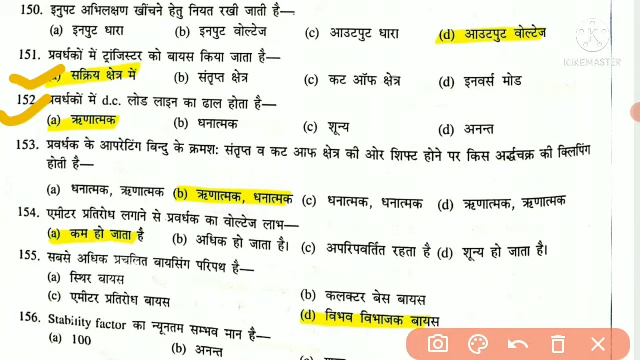 150. इनुपट अभिलक्षण खींचने हेतु नियत रखी जाती है—
(a) इनपुट धारा (b) इनपुट वोल्टेज (c) आउटपुट धारा (d) आउटपुट वोल्टेज
KINEMASTER
151. प्रवर्धकों में ट्रांजिस्टर को बायस किया जाता है—
सक्रिय क्षेत्र में (b) संतृप्त क्षेत्र (c) कट ऑफ क्षेत्र (d) इनवर्स मोड
152. प्रवर्धकों में d.c. लोड लाइन का ढाल होता है—
(a) ऋणात्मक (b) धनात्मक (c) शून्य (d) अनन्त
153. प्रवर्धक के आपरेटिंग बिन्दु के क्रमश: संतृप्त व कट आफ क्षेत्र की ओर शिफ्ट होने पर किस अर्द्धचक्र की क्लिपिंग
होती है—
(a) धनात्मक, ऋणात्मक (b) ऋणात्मक, धनात्मक (c) धनात्मक, धनात्मक (d) ऋणात्मक, ऋणात्मक
154. एमीटर प्रतिरोध लगाने से प्रवर्धक का वोल्टेज लाभ—
(a) कम हो जाता है (b) अधिक हो जाता है। (c) अपरिवर्तित रहता है (d) शून्य हो जाता है।
155. सबसे अधिक प्रचलित बायसिंग परिपथ है—
(a) स्थिर बायस (b) कलक्टर बेस बायस
(c) एमीटर प्रतिरोध बायस (d) विभव विभाजक बायस
156. Stability factor का न्यूनतम सम्भव मान है—
(a) 100 (b) अनन्त